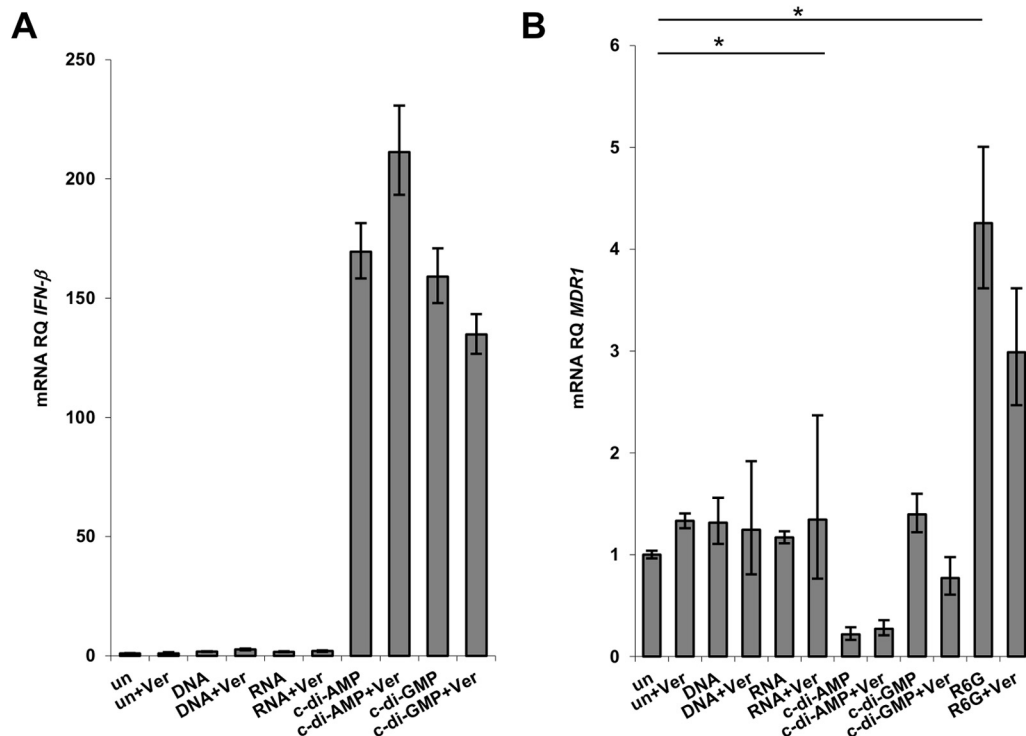 A
mRNA RQ IFN-β
250
200
150
100
50
0
un
un+Ver
DNA
DNA+Ver
RNA
RNA+Ver
c-di-AMP
c-di-AMP+Ver
c-di-GMP
c-di-GMP+Ver
B
*
*
mRNA RQ MDR1
6
5
4
3
2
1
0
un
un+Ver
DNA
DNA+Ver
RNA
RNA+Ver
c-di-AMP
c-di-AMP+Ver
c-di-GMP
c-di-GMP+Ver
R6G
R6G+Ver